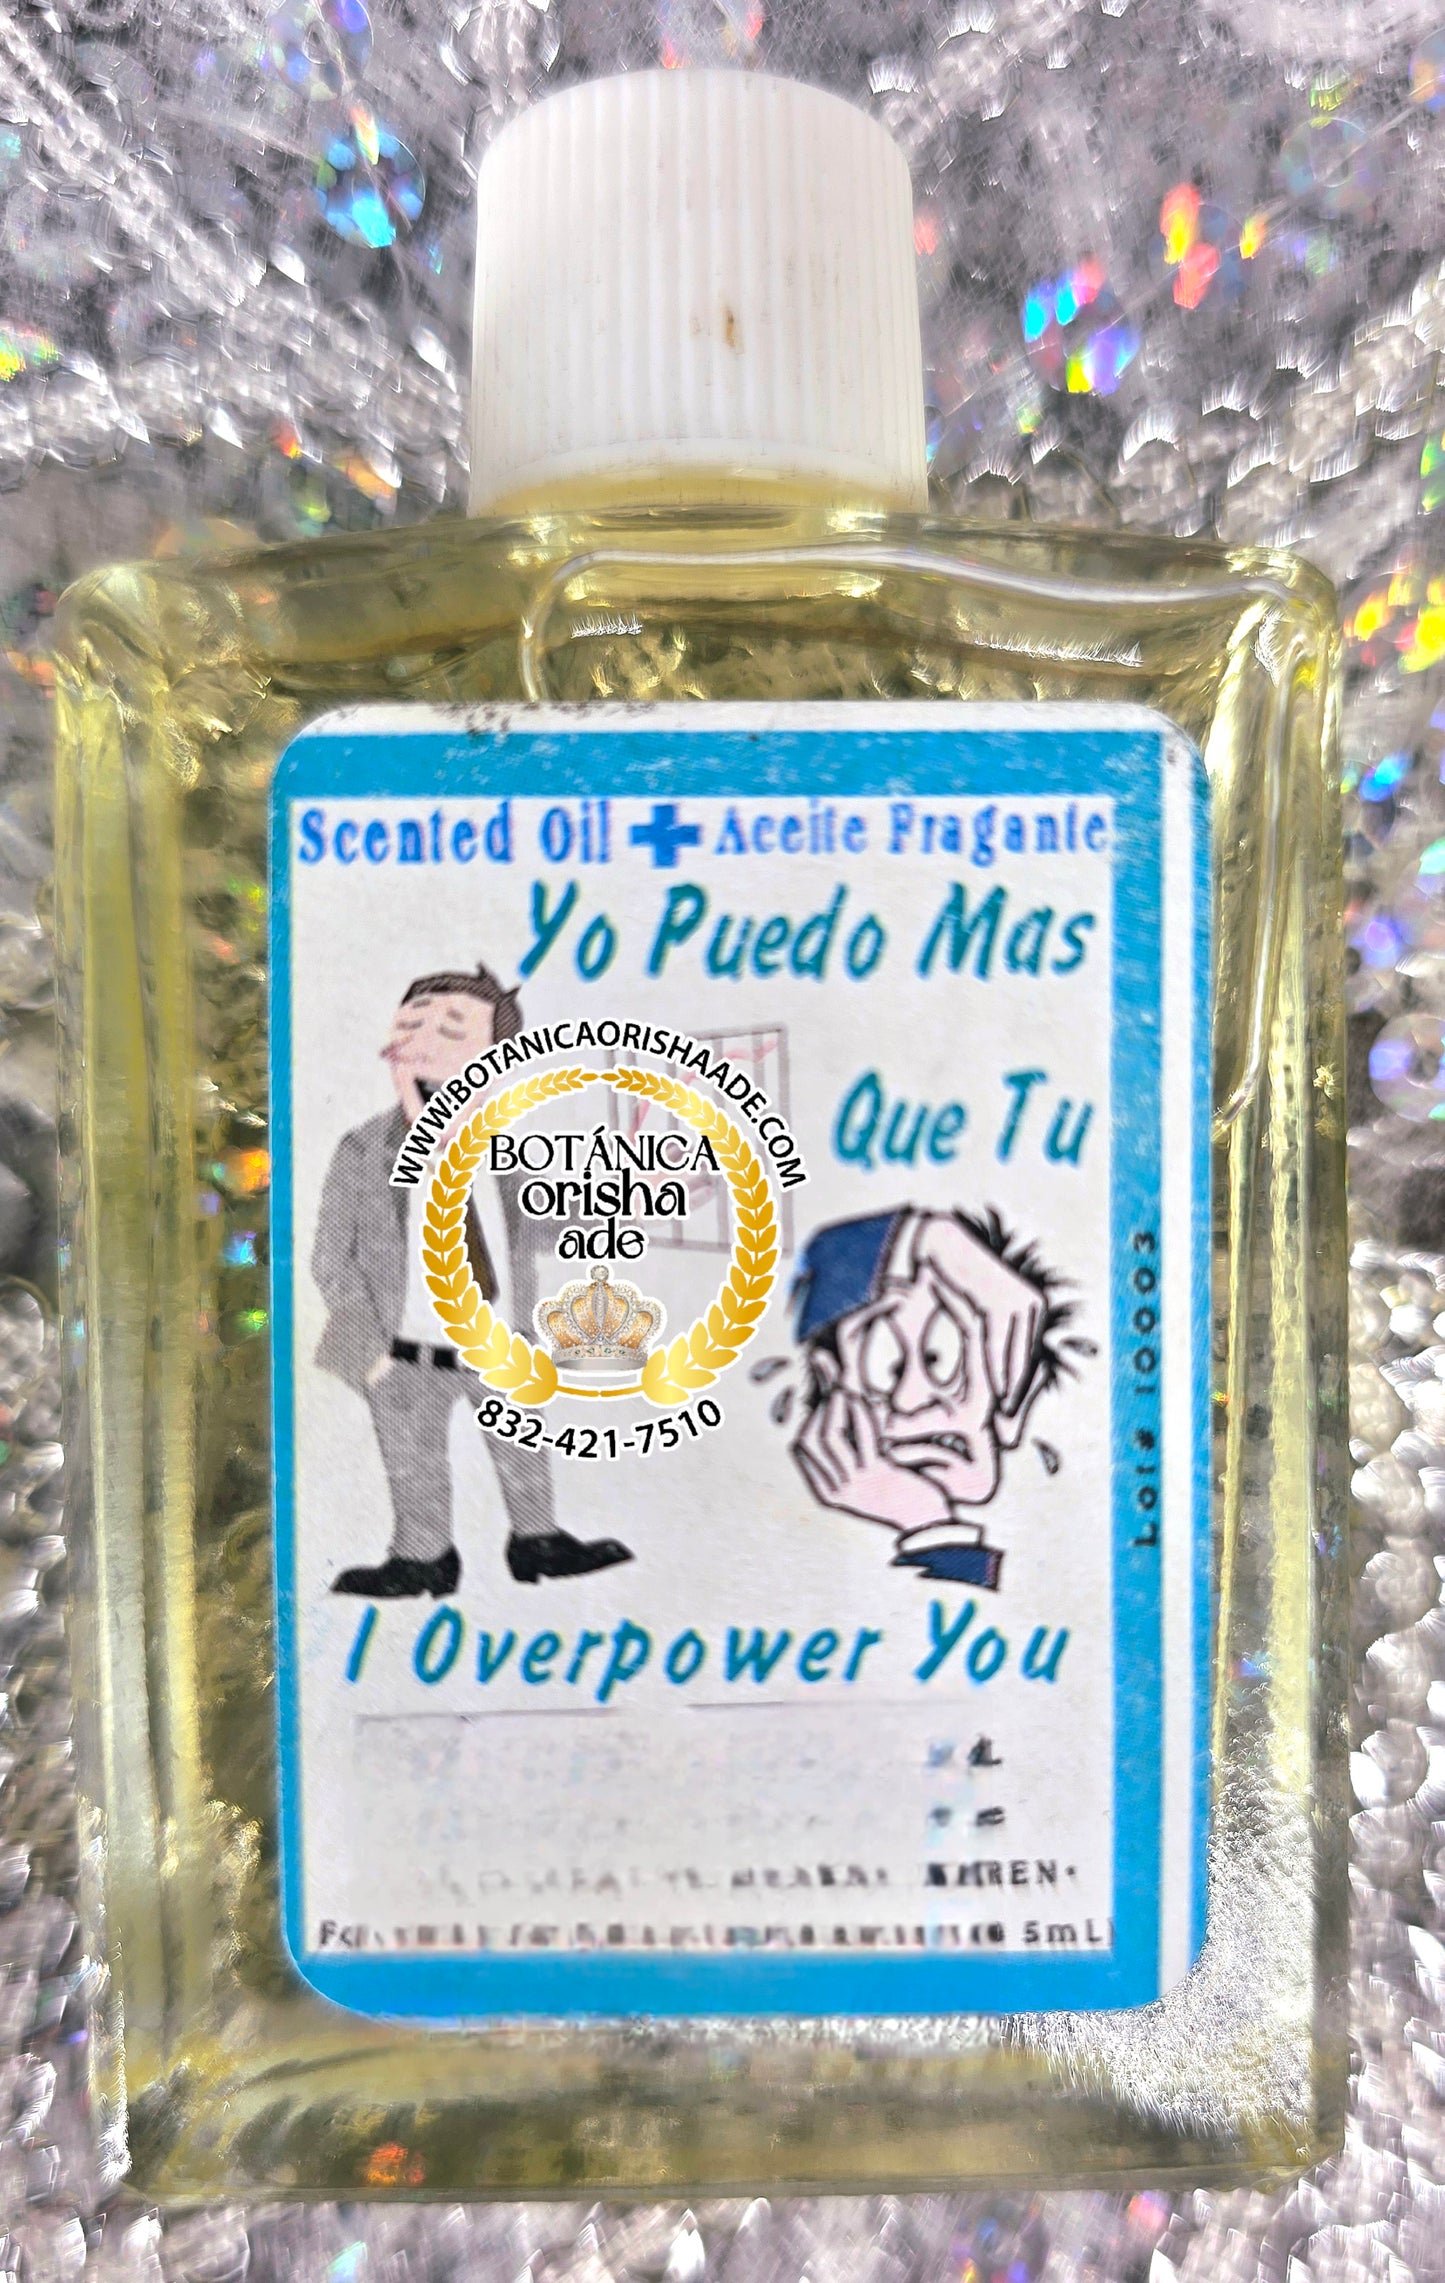 Scented Oil + Aceite Fragante
Yo Puedo Mas
Que Tu
WWW.BOTANICAORISHAADE.COM
BOTÁNICA
orisha
ade
832-421-7510
Lot# 10003
I Overpower You
5mL